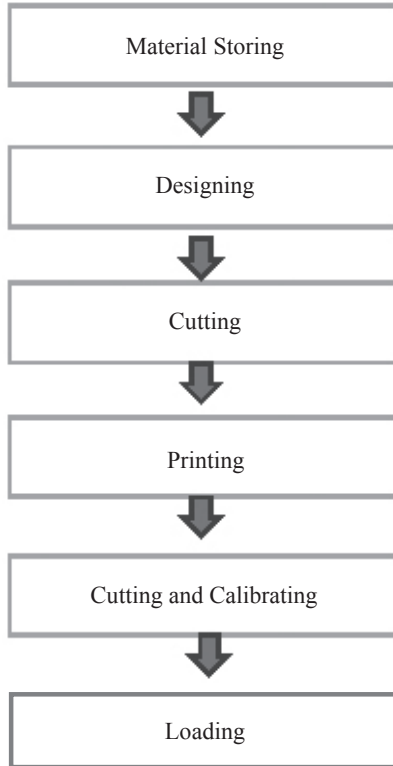 Material Storing
Designing
Cutting
Printing
Cutting and Calibrating
Loading